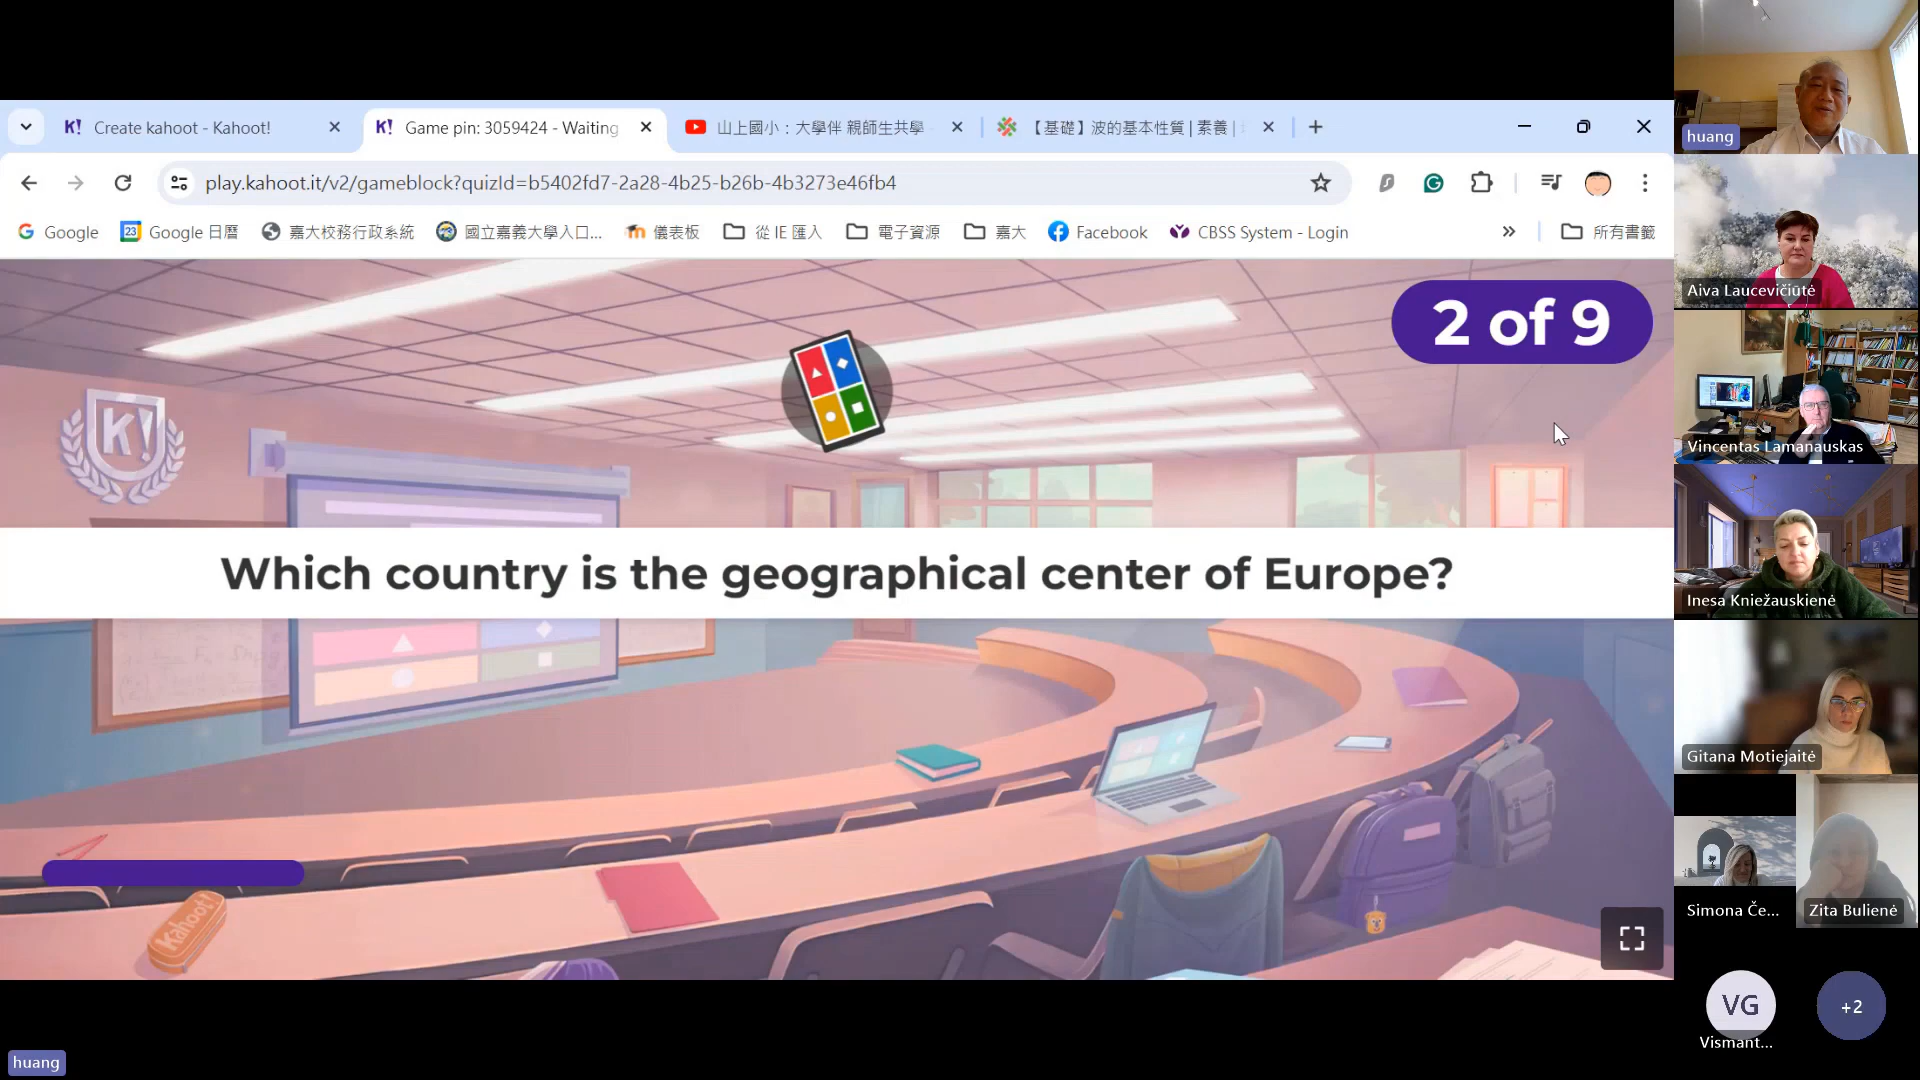 Create kahoot - Kahoot!
Game pin: 3059424 - Waiting
山上國小：大學伴 親師生共學
【基礎】波的基本性質 | 素養 |
play.kahoot.it/v2/gameblock?quizId=b5402fd7-2a28-4b25-b26b-4b3273e46fb4
Google
23
Google 日曆
嘉大校務行政系統
國立嘉義大學入口...
儀表板
從 IE 匯入
電子資源
嘉大
Facebook
CBSS System - Login
所有書籤
2 of 9
K!
Which country is the geographical center of Europe?
Kahoot!
huang
huang
Aiva Laucevičiūtė
Vincentas Lamanauskas
Inesa Kniežauskienė
Gitana Motiejaitė
Simona Če...
Zita Bulienė
VG
Vismant...
+2